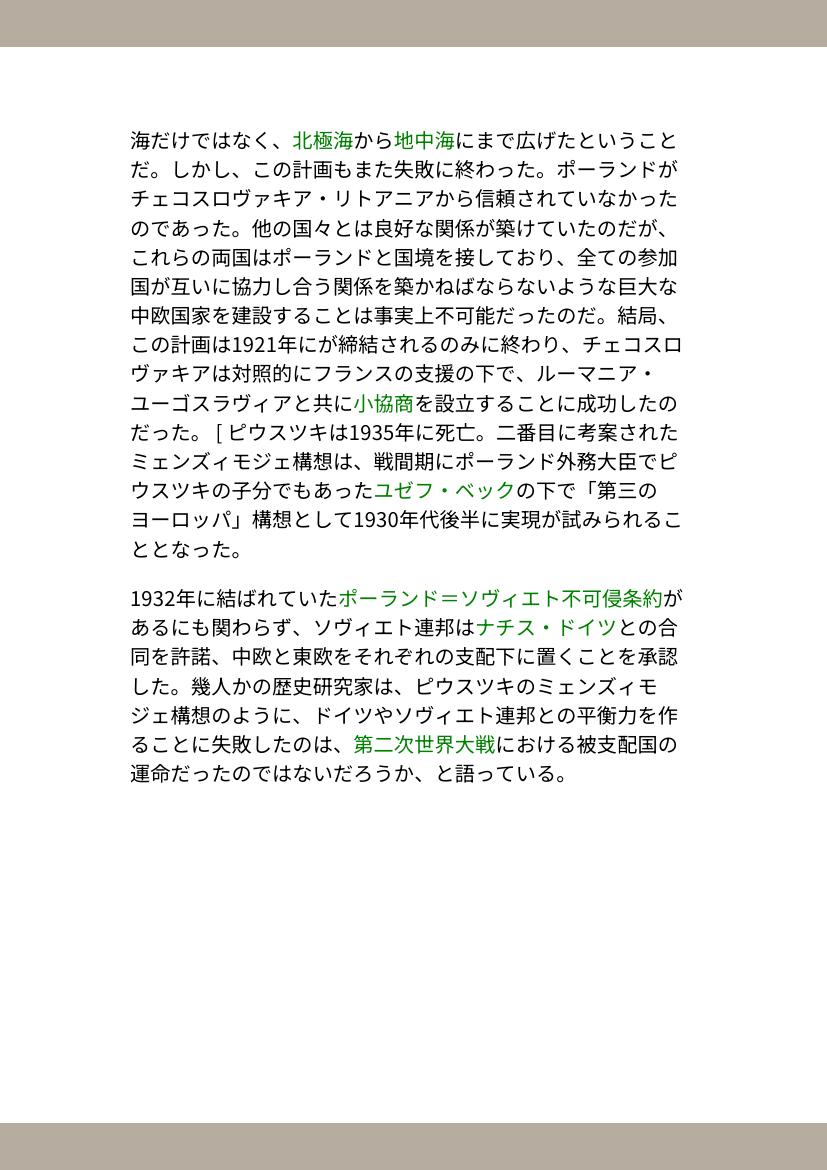 海だけではなく、北極海から地中海にまで広げたということ
だ。しかし、この計画もまた失敗に終わった。ポーランドが
チェコスロヴァキア・リトアニアから信頼されていなかった
のであった。他の国々とは良好な関係が築けていたのだが、
これらの両国はポーランドと国境を接しており、全ての参加
国が互いに協力し合う関係を築かねばならないような巨大な
中欧国家を建設することは事実上不可能だったのだ。結局、
この計画は1921年にが締結されるのみに終わり、チェコスロ
ヴァキアは対照的にフランスの支援の下で、ルーマニア・
ユーゴスラヴィアと共に小協商を設立することに成功したの
だった。 [ ピウスツキは1935年に死亡。二番目に考案された
ミェンズィモジェ構想は、戦間期にポーランド外務大臣でピ
ウスツキの子分でもあったユゼフ・ベックの下で「第三の
ヨーロッパ」構想として1930年代後半に実現が試みられるこ
ととなった。
1932年に結ばれていたポーランド＝ソヴィエト不可侵条約が
あるにも関わらず、ソヴィエト連邦はナチス・ドイツとの合
同を許諾、中欧と東欧をそれぞれの支配下に置くことを承認
した。幾人かの歴史研究家は、ピウスツキのミェンズィモ
ジェ構想のように、ドイツやソヴィエト連邦との平衡力を作
ることに失敗したのは、第二次世界大戦における被支配国の
運命だったのではないだろうか、と語っている。